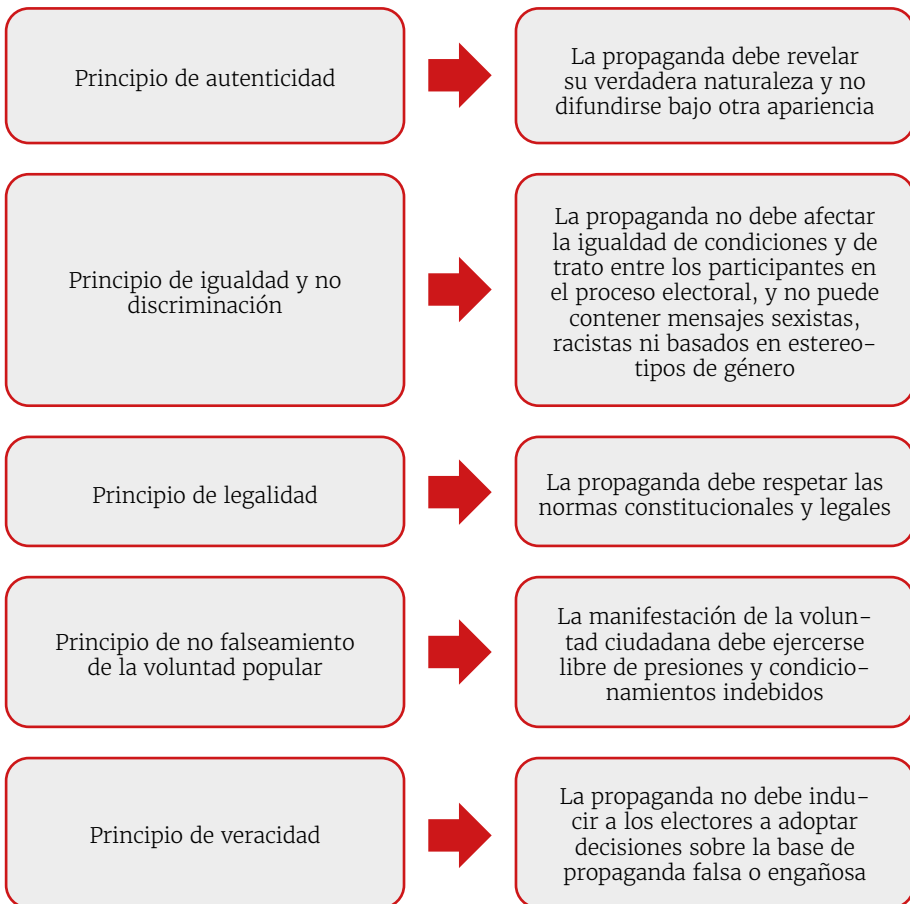 Principio de autenticidad
La propaganda debe revelar
su verdadera naturaleza y no
difundirse bajo otra apariencia
Principio de igualdad y no
discriminación
La propaganda no debe afectar
la igualdad de condiciones y de
trato entre los participantes en
el proceso electoral, y no puede
contener mensajes sexistas,
racistas ni basados en estereo-
tipos de género
Principio de legalidad
La propaganda debe respetar las
normas constitucionales y legales
Principio de no falseamiento
de la voluntad popular
La manifestación de la volun-
tad ciudadana debe ejercerse
libre de presiones y condicio-
namientos indebidos
Principio de veracidad
La propaganda no debe indu-
cir a los electores a adoptar
decisiones sobre la base de
propaganda falsa o engañosa